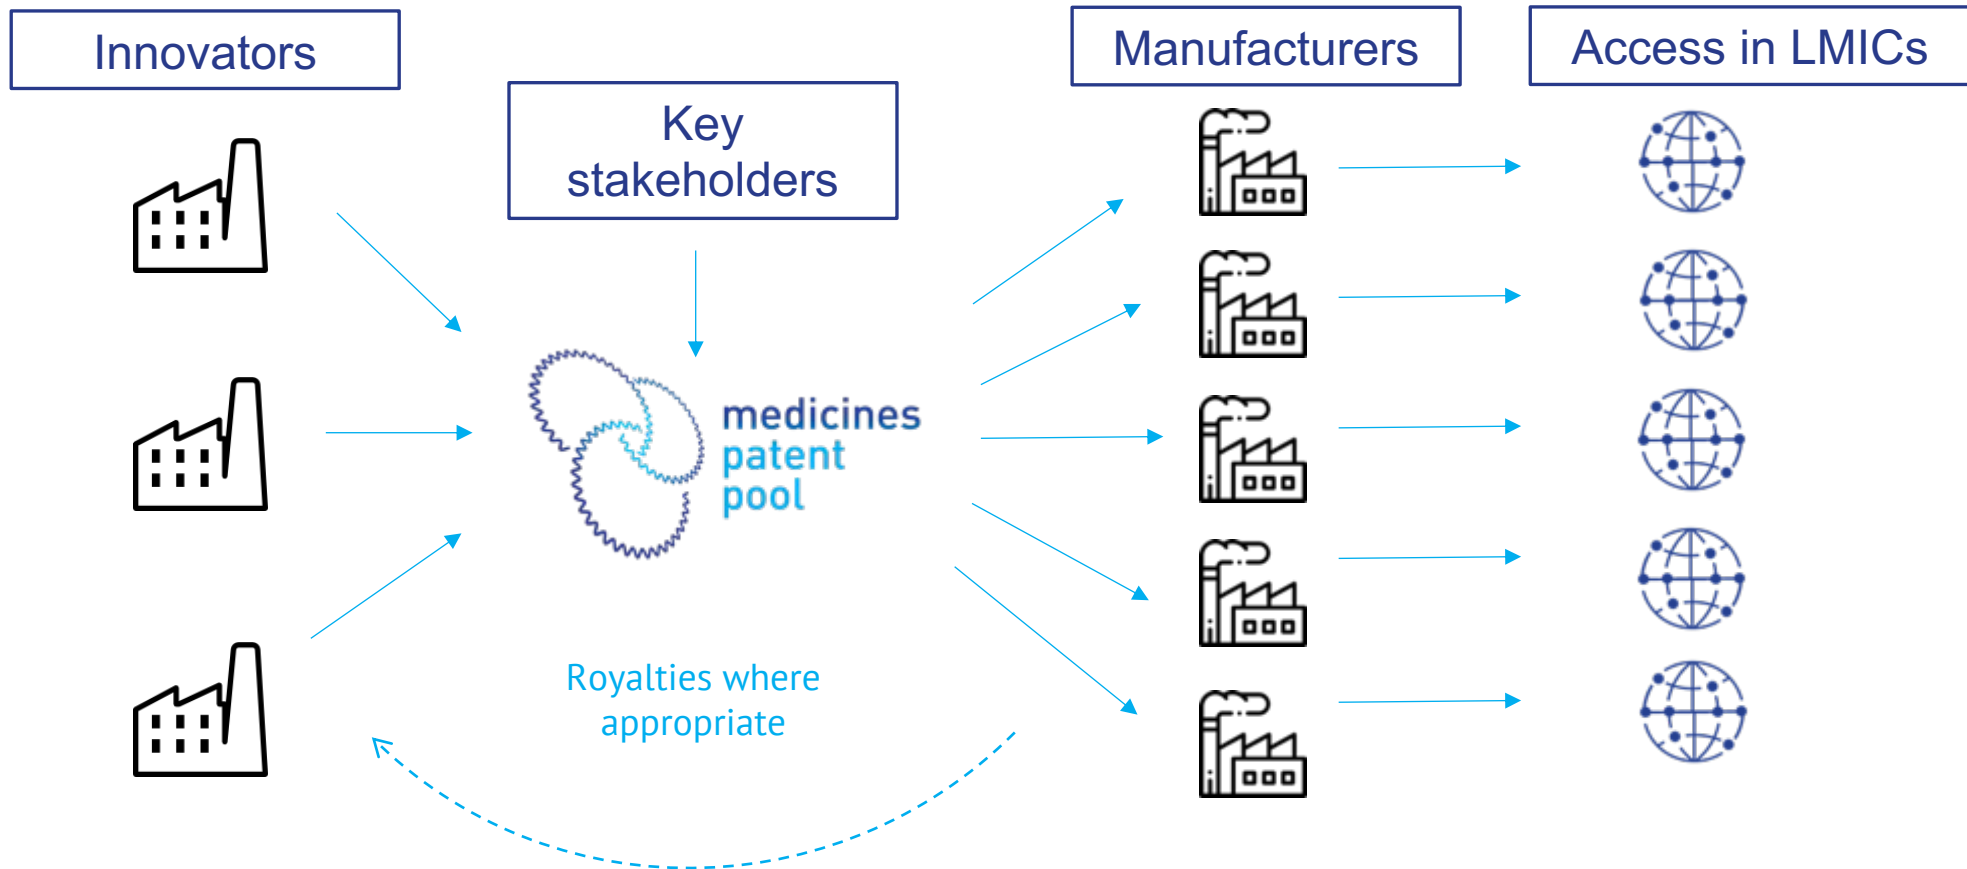 Innovators
Key
stakeholders
Manufacturers
Access in LMICs
medicines
patent
pool
Royalties where
appropriate